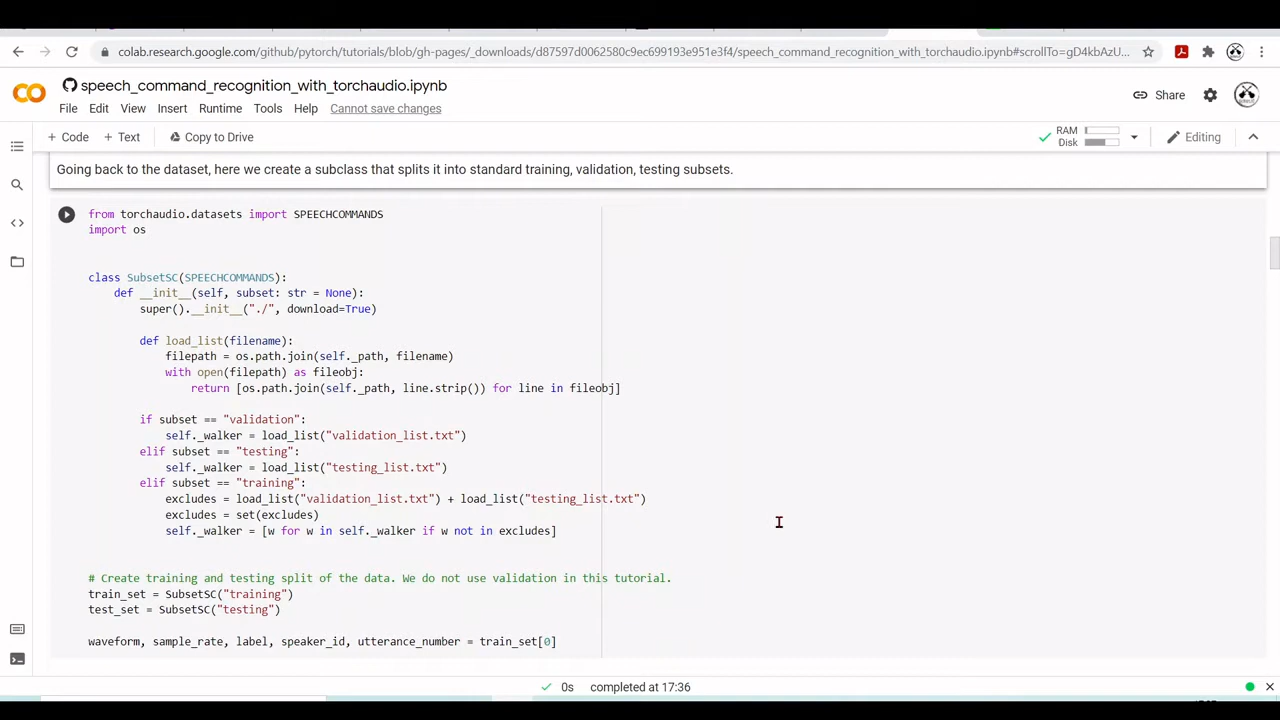 colab.research.google.com/github/pytorch/tutorials/blob/gh-pages/_downloads/d87597d0062580c9ec699193e951e3f4/speech_command_recognition_with_torchaudio.ipynb#scrollTo=gD4kbAzU...
speech_command_recognition_with_torchaudio.ipynb
Share
File Edit View Insert Runtime Tools Help Cannot save changes
+ Code + Text Copy to Drive
RAM
Disk
Editing
Going back to the dataset, here we create a subclass that splits it into standard training, validation, testing subsets.
from torchaudio.datasets import SPEECHCOMMANDS
import os
class SubsetSC(SPEECHCOMMANDS):
def __init__(self, subset: str = None):
super().__init__("./", download=True)
def load_list(filename):
filepath = os.path.join(self._path, filename)
with open(filepath) as fileobj:
return [os.path.join(self._path, line.strip()) for line in fileobj]
if subset == "validation":
self._walker = load_list("validation_list.txt")
elif subset == "testing":
self._walker = load_list("testing_list.txt")
elif subset == "training":
excludes = load_list("validation_list.txt") + load_list("testing_list.txt")
excludes = set(excludes)
self._walker = [w for w in self._walker if w not in excludes]
# Create training and testing split of the data. We do not use validation in this tutorial.
train_set = SubsetSC("training")
test_set = SubsetSC("testing")
waveform, sample_rate, label, speaker_id, utterance_number = train_set[0]
0s completed at 17:36